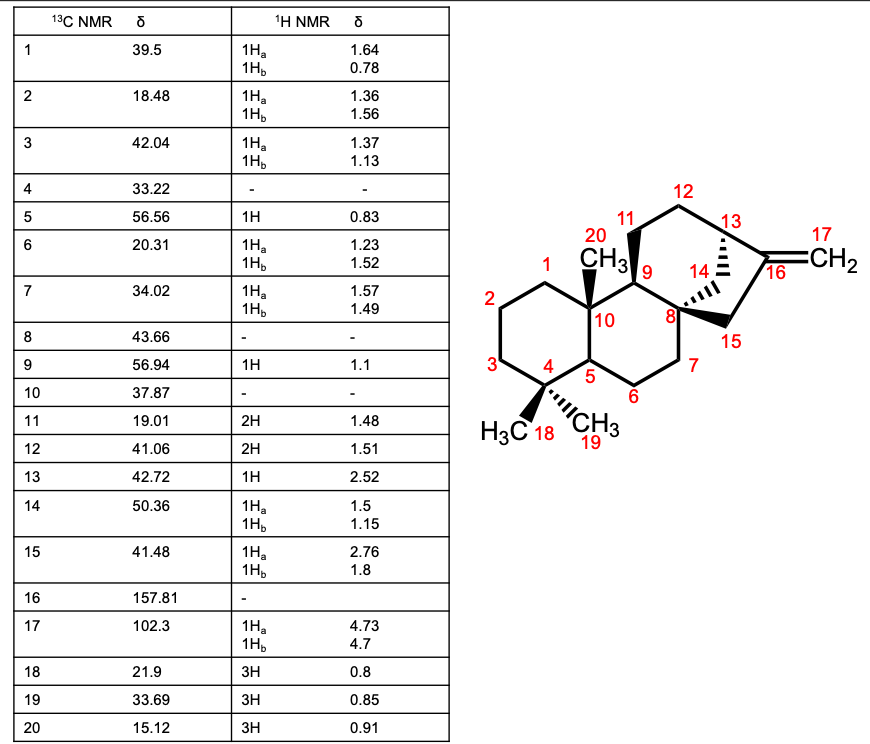 13C NMR δ 1H NMR δ
1 39.5 1Ha 1.64
1Hb 0.78
2 18.48 1Ha 1.36
1Hb 1.56
3 42.04 1Ha 1.37
1Hb 1.13
4 33.22 - -
5 56.56 1H 0.83
6 20.31 1Ha 1.23
1Hb 1.52
7 34.02 1Ha 1.57
1Hb 1.49
8 43.66 - -
9 56.94 1H 1.1
10 37.87 - -
11 19.01 2H 1.48
12 41.06 2H 1.51
13 42.72 1H 2.52
14 50.36 1Ha 1.5
1Hb 1.15
15 41.48 1Ha 2.76
1Hb 1.8
16 157.81 -
17 102.3 1Ha 4.73
1Hb 4.7
18 21.9 3H 0.8
19 33.69 3H 0.85
20 15.12 3H 0.91
12
11 13
20 17
CH3 14 CH2
1 9 16
2
10 8
15
3 4 5 7
6
H3C 18 CH3
19